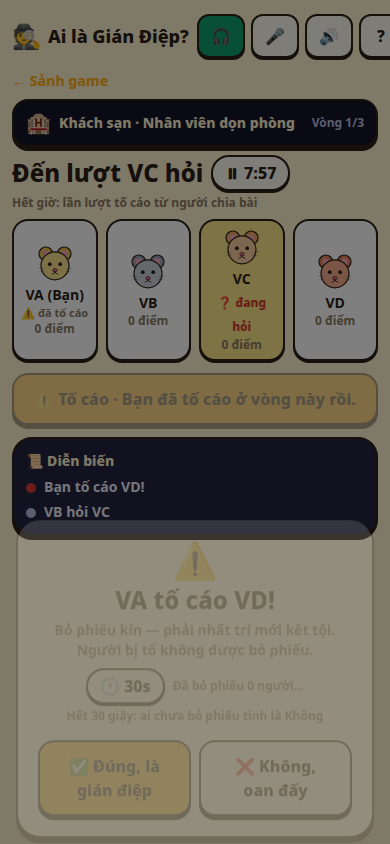 Ai là Gián Điệp?
?
← Sảnh game
Khách sạn · Nhân viên dọn phòng Vòng 1/3
Đến lượt VC hỏi ⏸ 7:57
Hết giờ: lần lượt tố cáo từ người chia bài
VA (Bạn)
⚠️ đã tố cáo
0 điểm
VB
0 điểm
VC
❓ đang
hỏi
0 điểm
VD
0 điểm
⚠️ Tố cáo · Bạn đã tố cáo ở vòng này rồi.
📜 Diễn biến
Bạn tố cáo VD!
VB hỏi VC
VA tố cáo VD!
Bỏ phiếu kín — phải nhất trí mới kết tội.
Người bị tố không được bỏ phiếu.
🕐 30s Đã bỏ phiếu 0 người...
Hết 30 giây: ai chưa bỏ phiếu tính là Không
✅ Đúng, là
gián điệp
❌ Không,
oan đấy